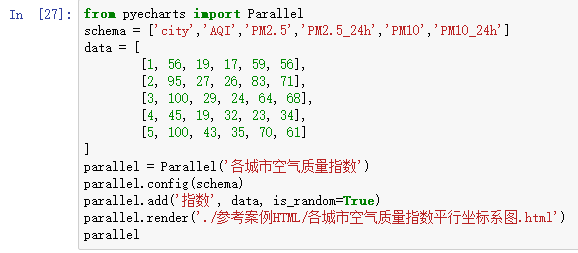 In [27]: from pyecharts import Parallel
schema = ['city','AQI','PM2.5','PM2.5_24h','PM10','PM10_24h']
data = [
[1, 56, 19, 17, 59, 56],
[2, 95, 27, 26, 83, 71],
[3, 100, 29, 24, 64, 68],
[4, 45, 19, 32, 23, 34],
[5, 100, 43, 35, 70, 61]
]
parallel = Parallel('各城市空气质量指数')
parallel.config(schema)
parallel.add('指数', data, is_random=True)
parallel.render('./参考案例HTML/各城市空气质量指数平行坐标系图.html')
parallel